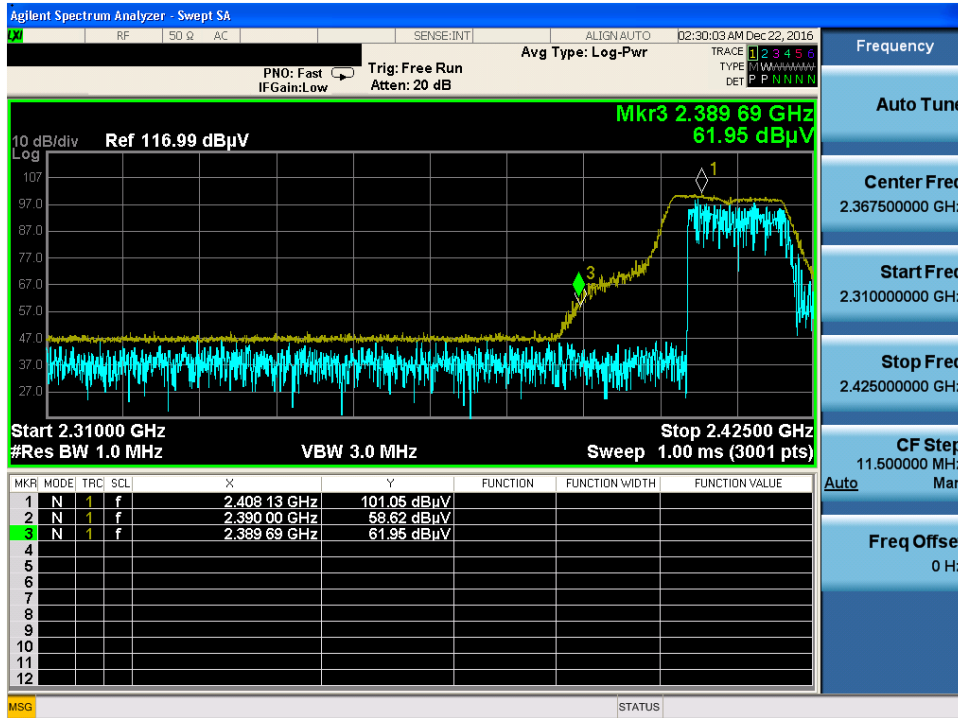 Agilent Spectrum Analyzer - Swept SA
LXI RF 50 Ω AC SENSE:INT ALIGN AUTO 02:30:03 AM Dec 22, 2016
Avg Type: Log-Pwr
TRACE 1 2 3 4 5 6
PNO: Fast Trig: Free Run
TYPE M W W W W W
IFGain:Low Atten: 20 dB
DET P P N N N N
Mkr3 2.389 69 GHz
61.95 dBµV
10 dB/div Ref 116.99 dBµV
Log
107
97.0
87.0
77.0
67.0
57.0
47.0
37.0
27.0
1
3
Start 2.31000 GHz Stop 2.42500 GHz
#Res BW 1.0 MHz VBW 3.0 MHz Sweep 1.00 ms (3001 pts)
MKR MODE TRC SCL X Y FUNCTION FUNCTION WIDTH FUNCTION VALUE
1 N 1 f 2.408 13 GHz 101.05 dBµV
2 N 1 f 2.390 00 GHz 58.62 dBµV
3 N 1 f 2.389 69 GHz 61.95 dBµV
4
5
6
7
8
9
10
11
12
MSG STATUS
Frequency
Auto Tune
Center Freq
2.367500000 GHz
Start Freq
2.310000000 GHz
Stop Freq
2.425000000 GHz
CF Step
11.500000 MHz
Auto Man
Freq Offset
0 Hz